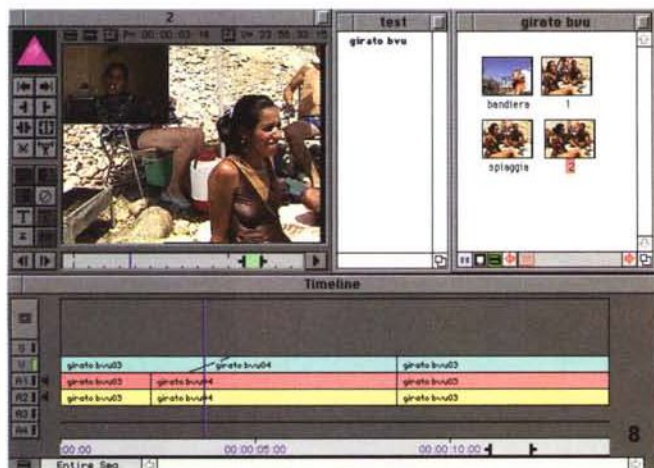 2
test
girato bvu
girato bvu
bandiera
1
spiaggia
2
T
Timeline
S
V
girato bvu03
girato bvu04
girato bvu03
A1
girato bvu03
girato bvu04
girato bvu03
A2
girato bvu03
girato bvu04
girato bvu03
A3
A4
00:00
00:00:05:00
00:00:10:00
8
Entire Seq